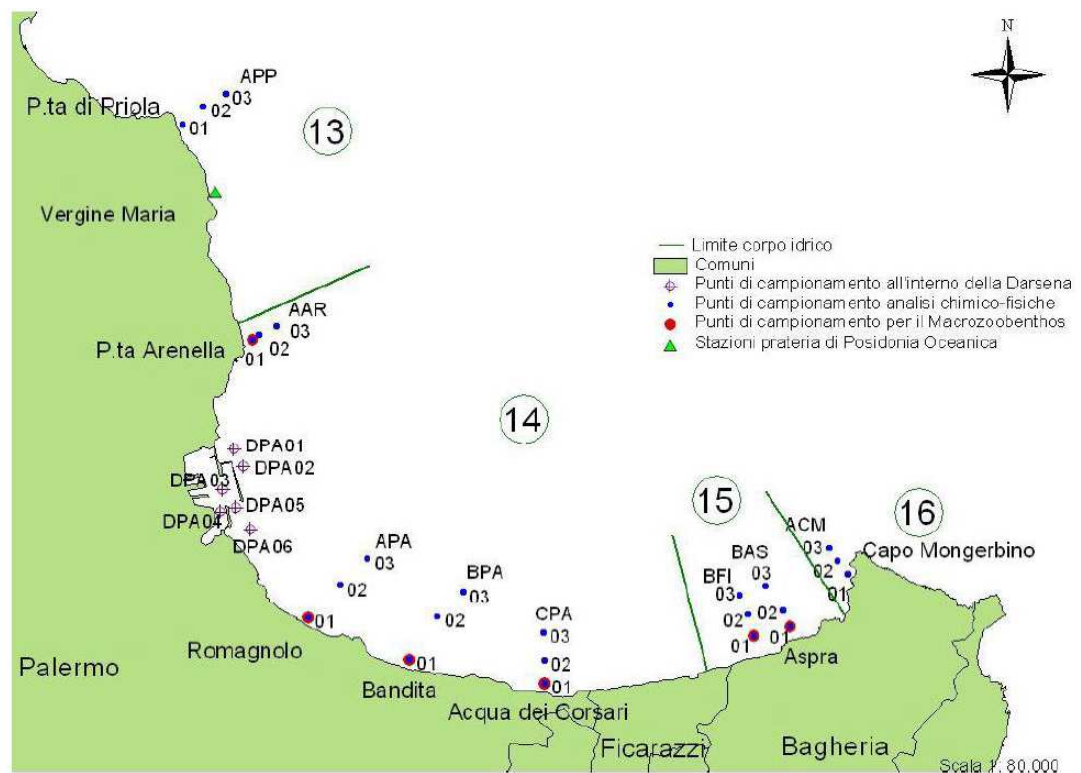 N
APP
03
02
01
P.ta di Priola
13
Vergine Maria
Limite corpo idrico
Comuni
Punti di campionamento all'interno della Darsena
Punti di campionamento analisi chimico-fisiche
Punti di campionamento per il Macrozoobenthos
Stazioni prateria di Posidonia Oceanica
AAR
03
02
01
P.ta Arenella
14
DPA01
DPA02
DPA03
DPA05
DPA04
DPA06
15
16
ACM
03
02
01
Capo Mongerbino
APA
03
02
01
BPA
03
02
01
CPA
03
02
01
BAS
03
02
01
BFI
03
02
01
Romagnolo
Aspra
Palermo
Bandita
Acqua dei Corsari
Ficarazzi
Bagheria
Scala 1: 80.000